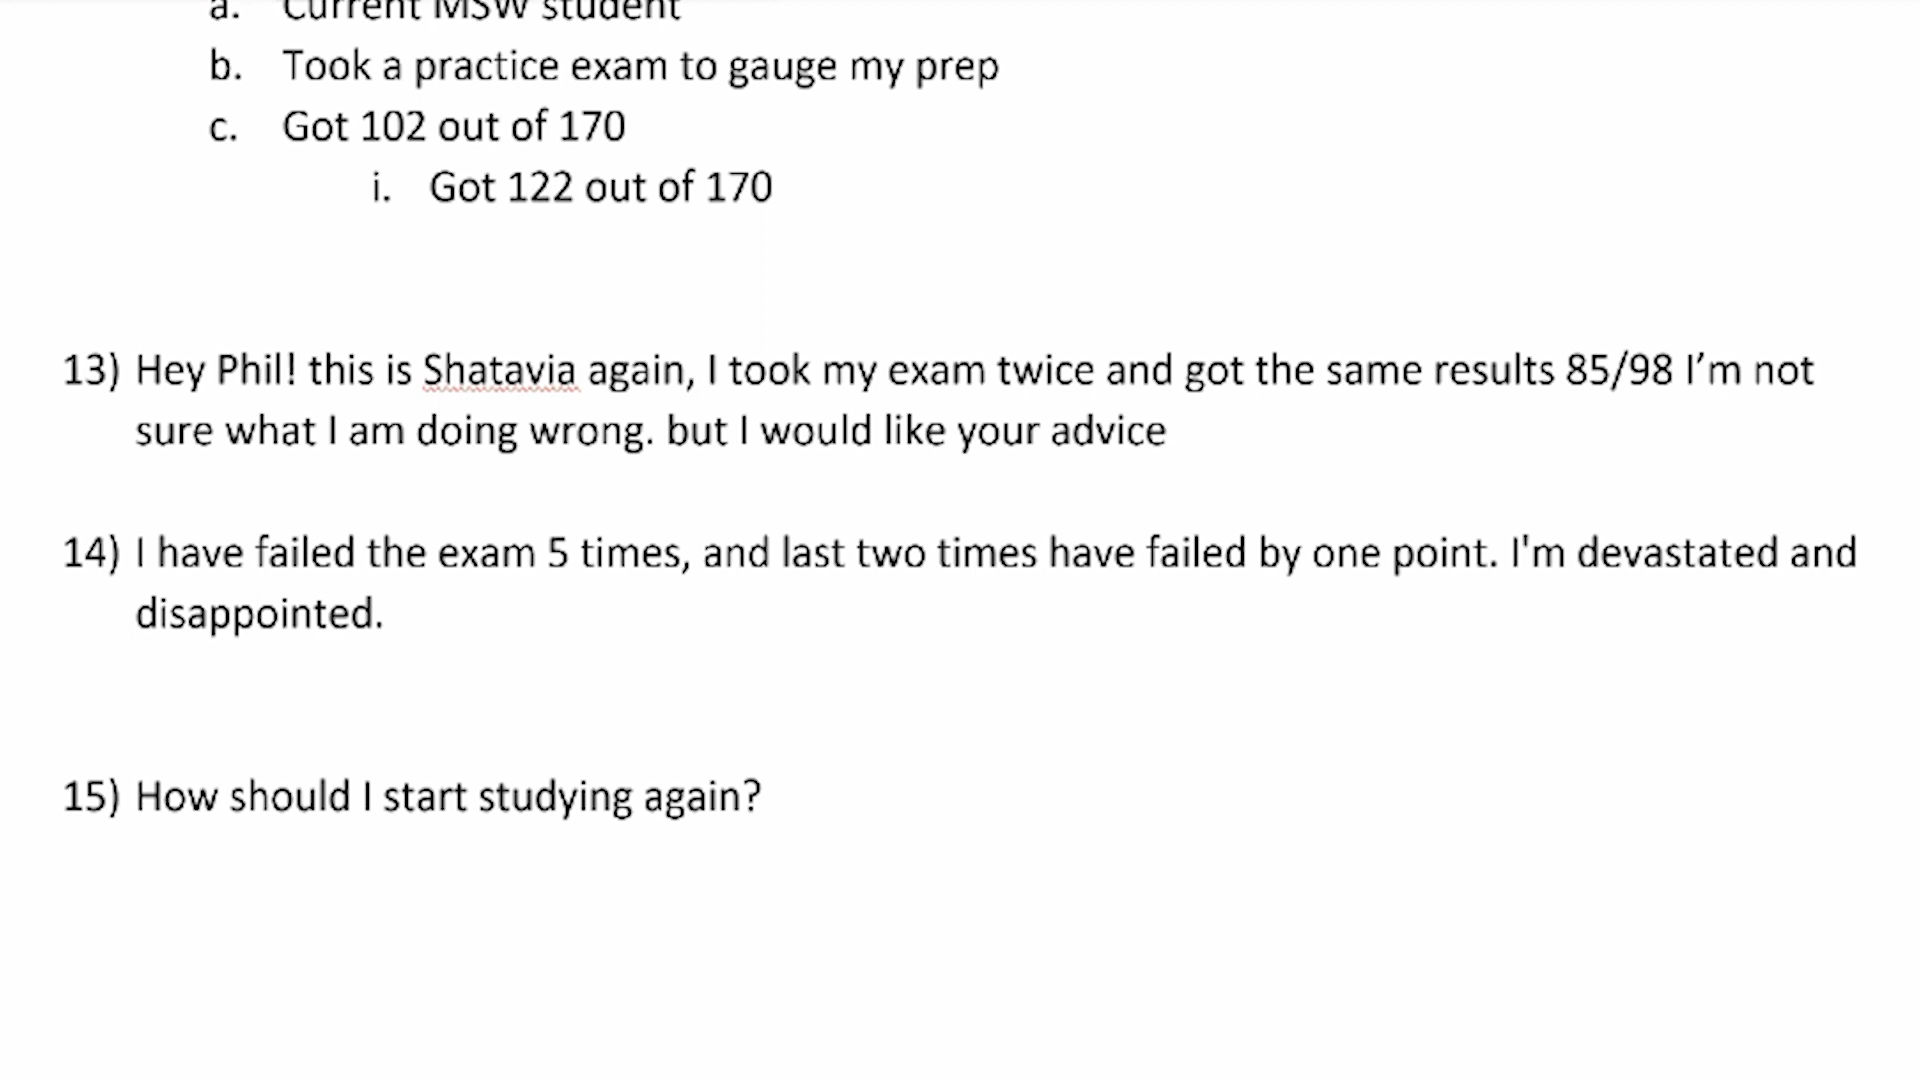 a. Current MSW student
b. Took a practice exam to gauge my prep
c. Got 102 out of 170
i. Got 122 out of 170
13) Hey Phil! this is Shatavia again, I took my exam twice and got the same results 85/98 I’m not
sure what I am doing wrong. but I would like your advice
14) I have failed the exam 5 times, and last two times have failed by one point. I'm devastated and
disappointed.
15) How should I start studying again?